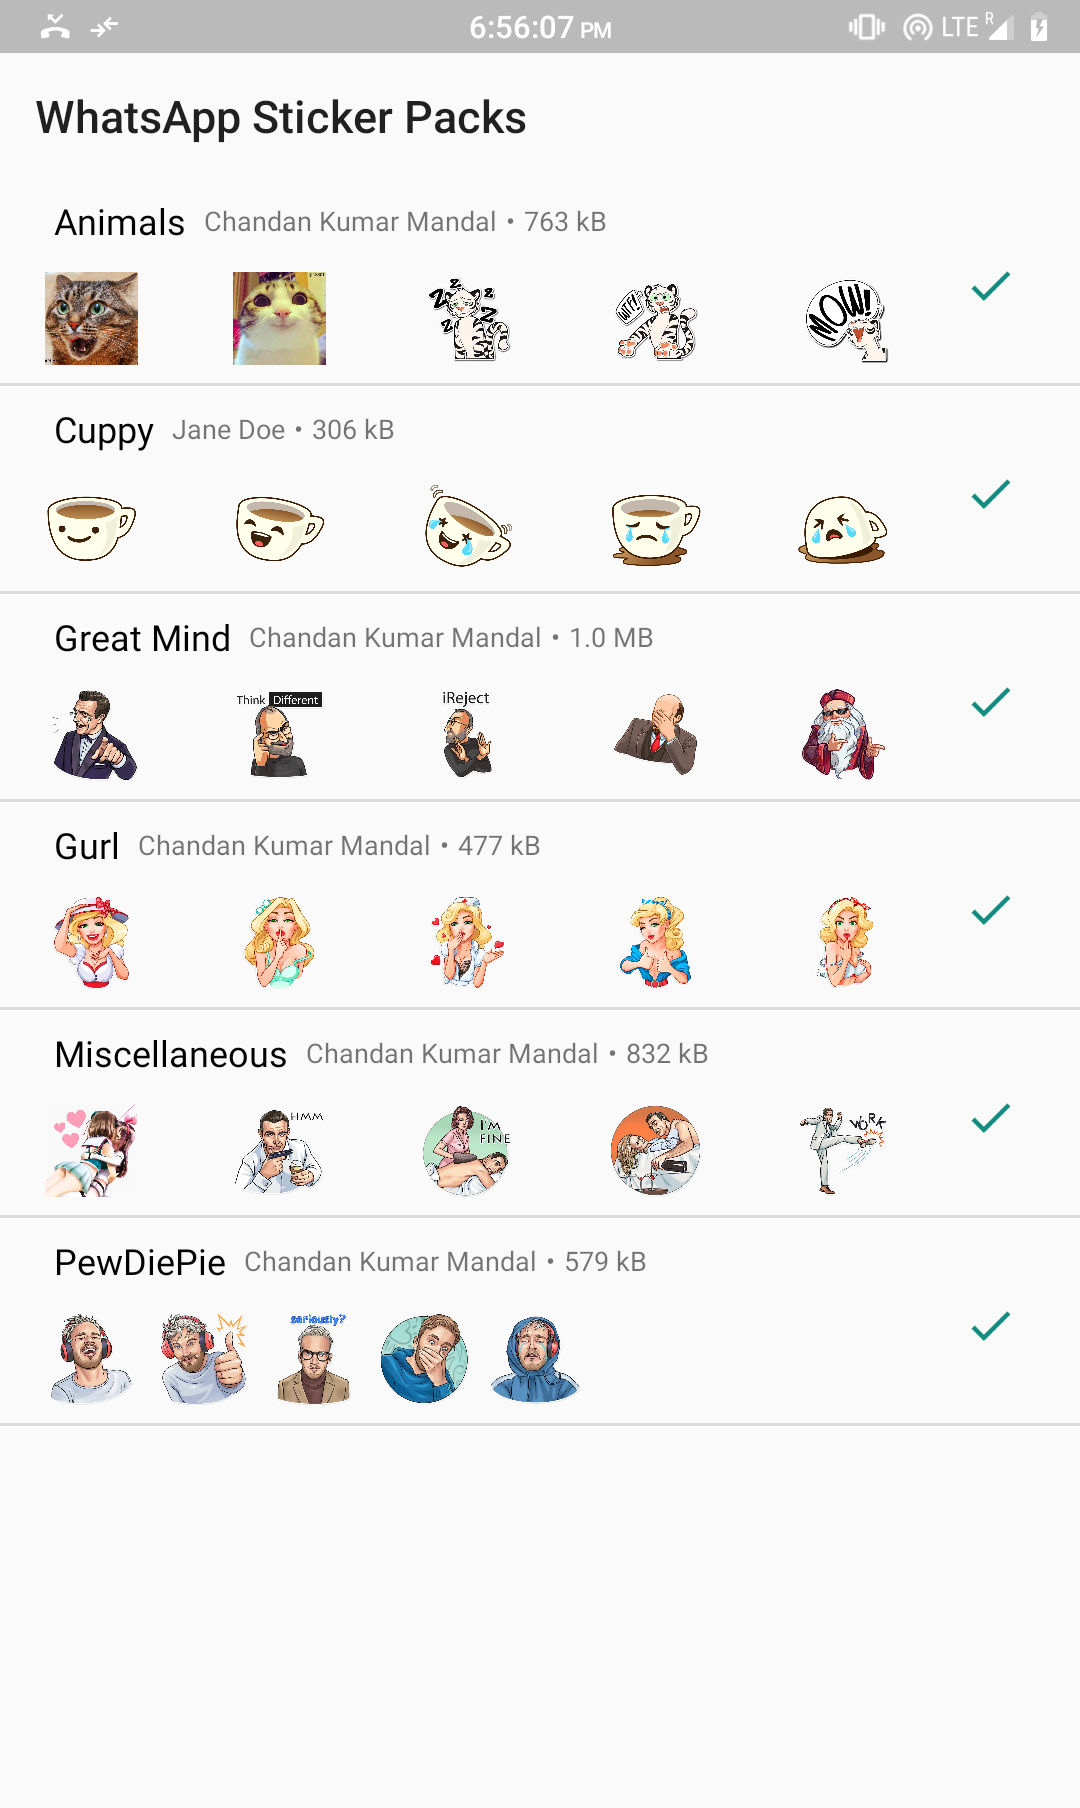 6:56:07 PM
LTE R
WhatsApp Sticker Packs
Animals Chandan Kumar Mandal • 763 kB
Z Z Z Z Z
WTF!
MOW!
Cuppy Jane Doe • 306 kB
Great Mind Chandan Kumar Mandal • 1.0 MB
Think Different
iReject
Gurl Chandan Kumar Mandal • 477 kB
Miscellaneous Chandan Kumar Mandal • 832 kB
HMM
I'M
FINE
WORK
PewDiePie Chandan Kumar Mandal • 579 kB
seriously?